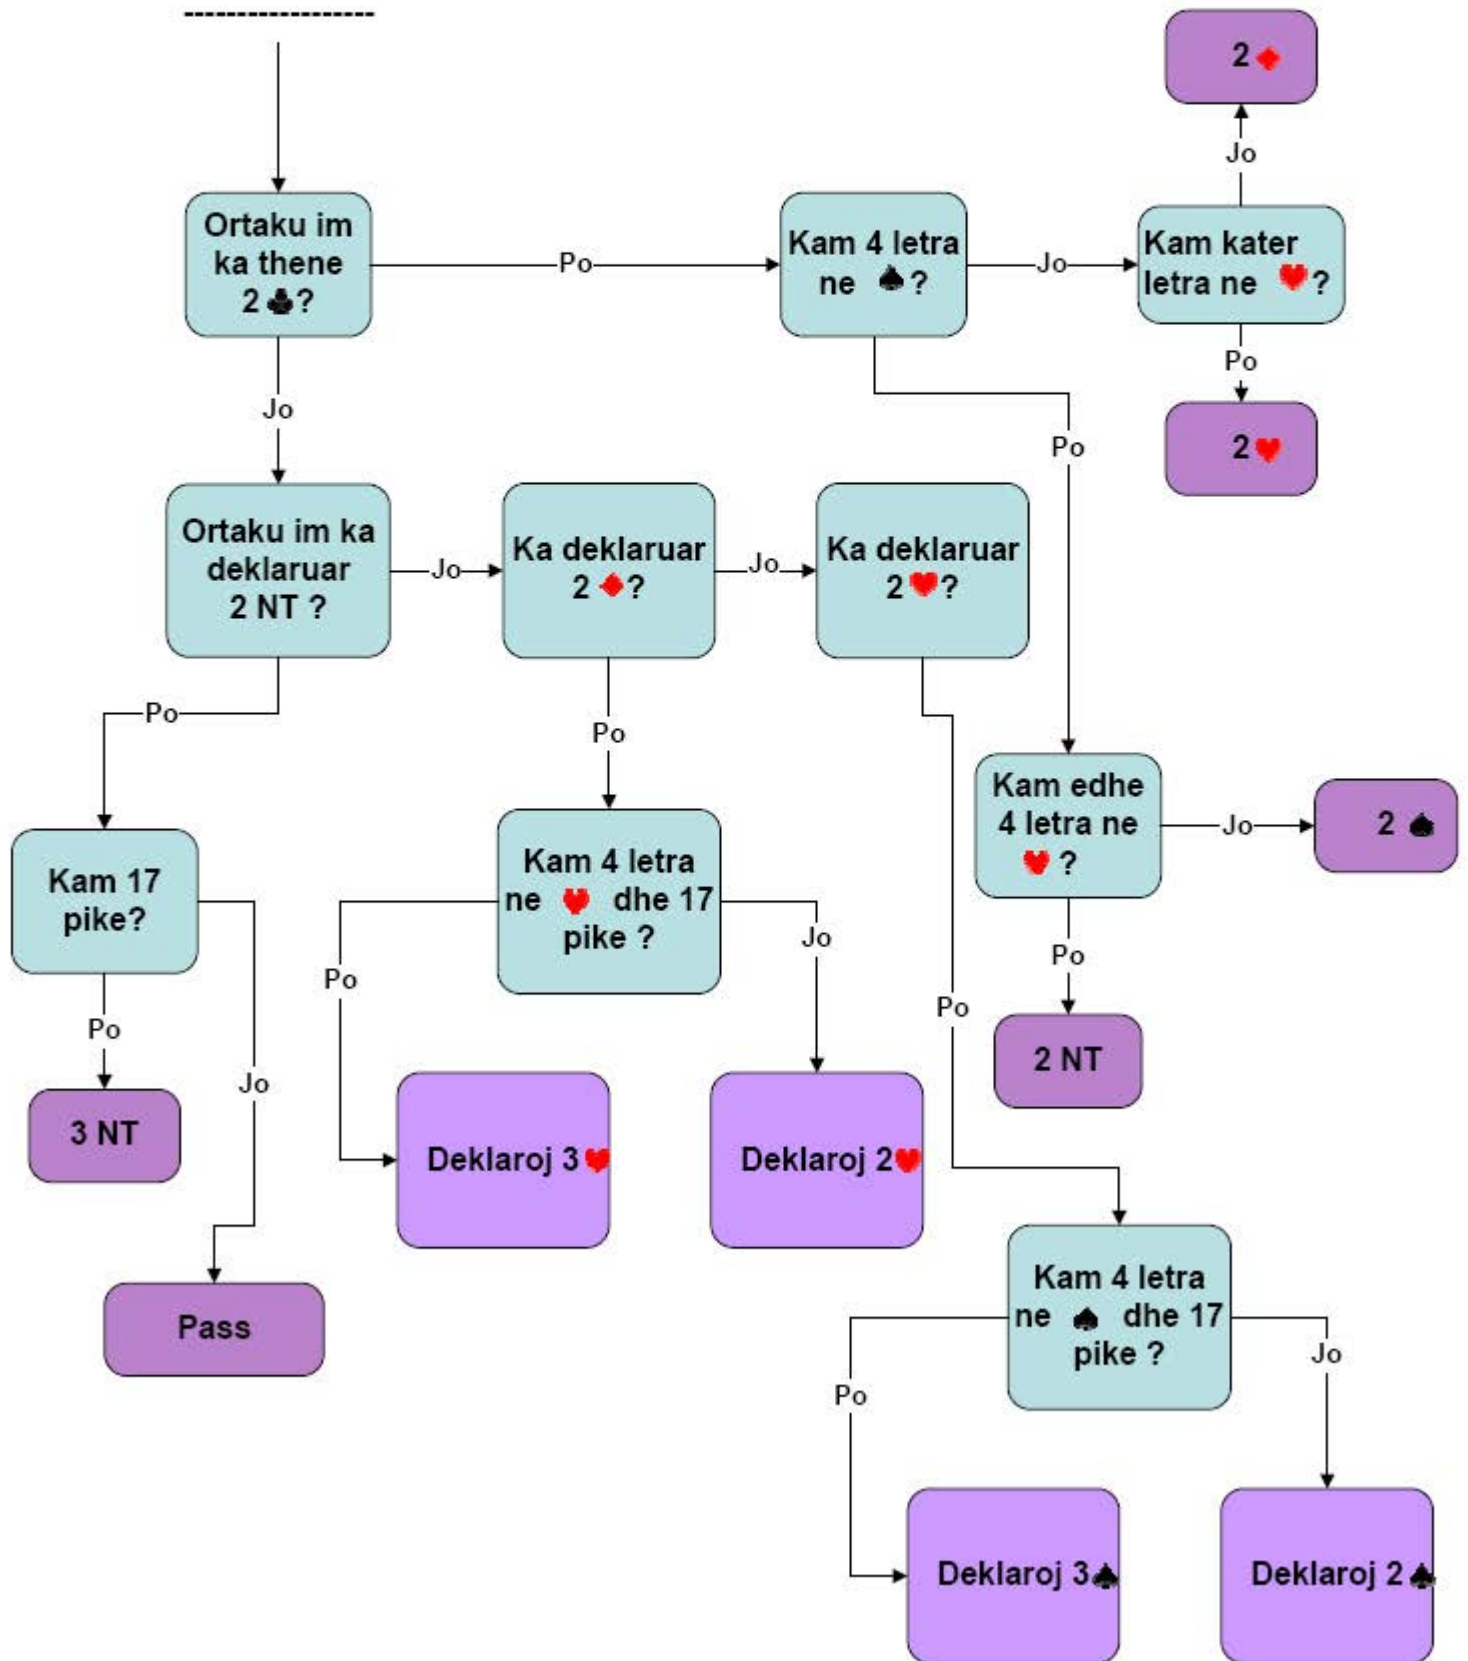 ------------------
2 ♦
Jo
Ortaku im
ka thene
2 ♣ ?
Po
Kam 4 letra
ne ♠ ?
Jo
Kam kater
letra ne ♥ ?
Po
2 ♥
Jo
Po
Ortaku im ka
deklaruar
2 NT ?
Jo
Ka deklaruar
2 ♦ ?
Jo
Ka deklaruar
2 ♥ ?
Po
Po
Kam edhe
4 letra ne
♥ ?
Jo
2 ♠
Po
2 NT
Kam 17
pike?
Po
3 NT
Jo
Pass
Kam 4 letra
ne ♥ dhe 17
pike ?
Po
Jo
Deklaroj 3 ♥
Deklaroj 2 ♥
Po
Kam 4 letra
ne ♠ dhe 17
pike ?
Po
Jo
Deklaroj 3 ♠
Deklaroj 2 ♠